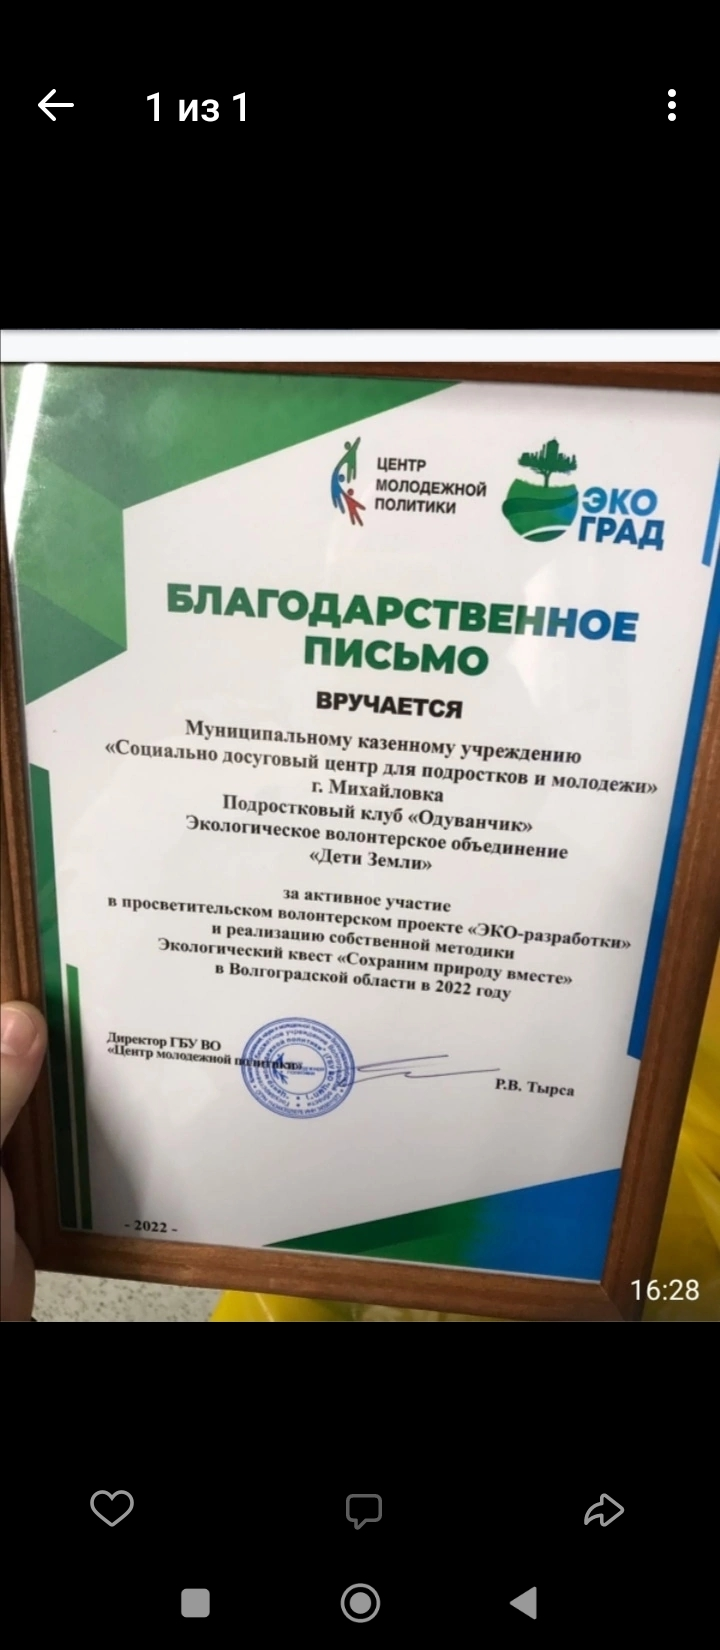 1 из 1
ЦЕНТР
МОЛОДЕЖНОЙ
ПОЛИТИКИ
ЭКО
ГРАД
БЛАГОДАРСТВЕННОЕ
ПИСЬМО
ВРУЧАЕТСЯ
Муниципальному казенному учреждению
«Социально досуговый центр для подростков и молодежи»
г. Михайловка
Подростковый клуб «Одуванчик»
Экологическое волонтерское объединение
«Дети Земли»
за активное участие
в просветительском волонтерском проекте «ЭКО-разработки»
и реализацию собственной методики
Экологический квест «Сохраним природу вместе»
в Волгоградской области в 2022 году
Директор ГБУ ВО
«Центр молодежной политики»
Р.В. Тырса
- 2022 -
16:28